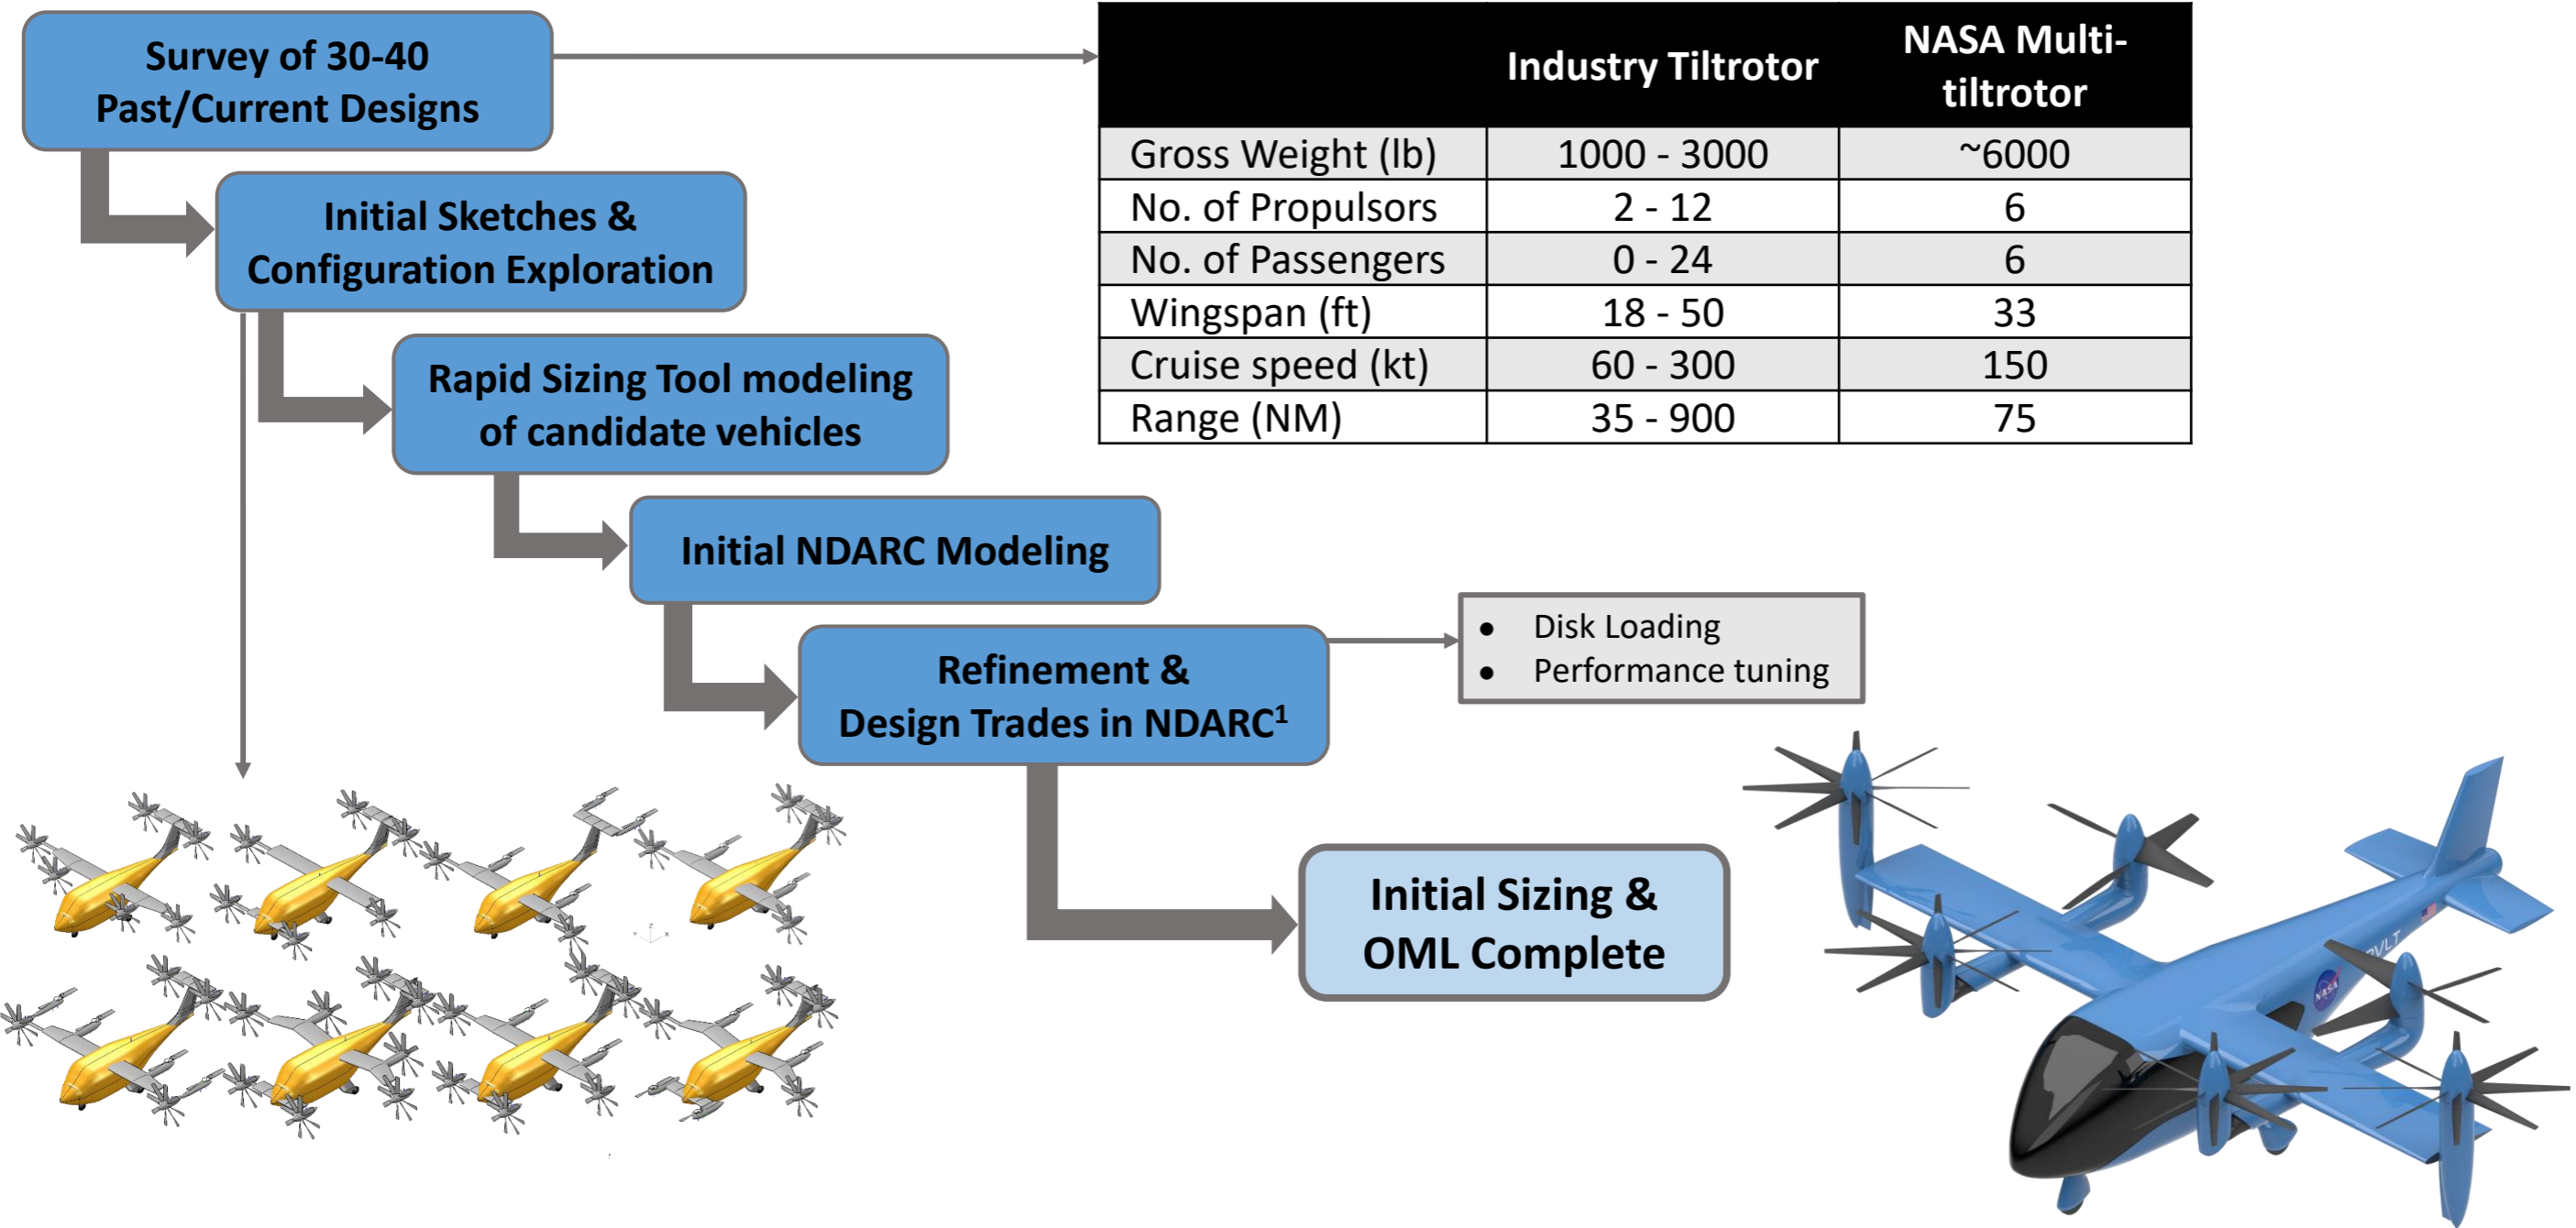 Survey of 30-40
Past/Current Designs
Initial Sketches &
Configuration Exploration
Rapid Sizing Tool modeling
of candidate vehicles
Initial NDARC Modeling
Refinement &
Design Trades in NDARC¹
Initial Sizing &
OML Complete
• Disk Loading
• Performance tuning
Industry Tiltrotor
NASA Multi-
tiltrotor
Gross Weight (lb) 1000 - 3000 ~6000
No. of Propulsors 2 - 12 6
No. of Passengers 0 - 24 6
Wingspan (ft) 18 - 50 33
Cruise speed (kt) 60 - 300 150
Range (NM) 35 - 900 75
NASA